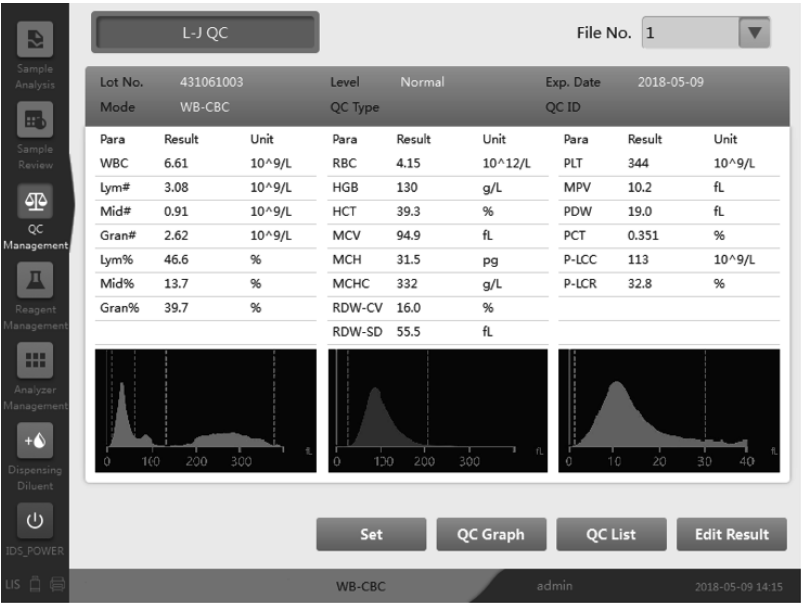 L-J QC
File No. 1
Sample
Analysis
Sample
Review
QC
Management
Reagent
Management
Analyzer
Management
Dispensing
Diluent
IDS_POWER
LIS
Lot No. 431061003 Level Normal Exp. Date 2018-05-09
Mode WB-CBC QC Type QC ID
Para Result Unit Para Result Unit Para Result Unit
WBC 6.61 10^9/L RBC 4.15 10^12/L PLT 344 10^9/L
Lym# 3.08 10^9/L HGB 130 g/L MPV 10.2 fL
Mid# 0.91 10^9/L HCT 39.3 % PDW 19.0 fL
Gran# 2.62 10^9/L MCV 94.9 fL PCT 0.351 %
Lym% 46.6 % MCH 31.5 pg P-LCC 113 10^9/L
Mid% 13.7 % MCHC 332 g/L P-LCR 32.8 %
Gran% 39.7 % RDW-CV 16.0 %
RDW-SD 55.5 fL
0 100 200 300 fL 0 100 200 300 fL 0 10 20 30 40 fL
Set QC Graph QC List Edit Result
WB-CBC admin 2018-05-09 14:15